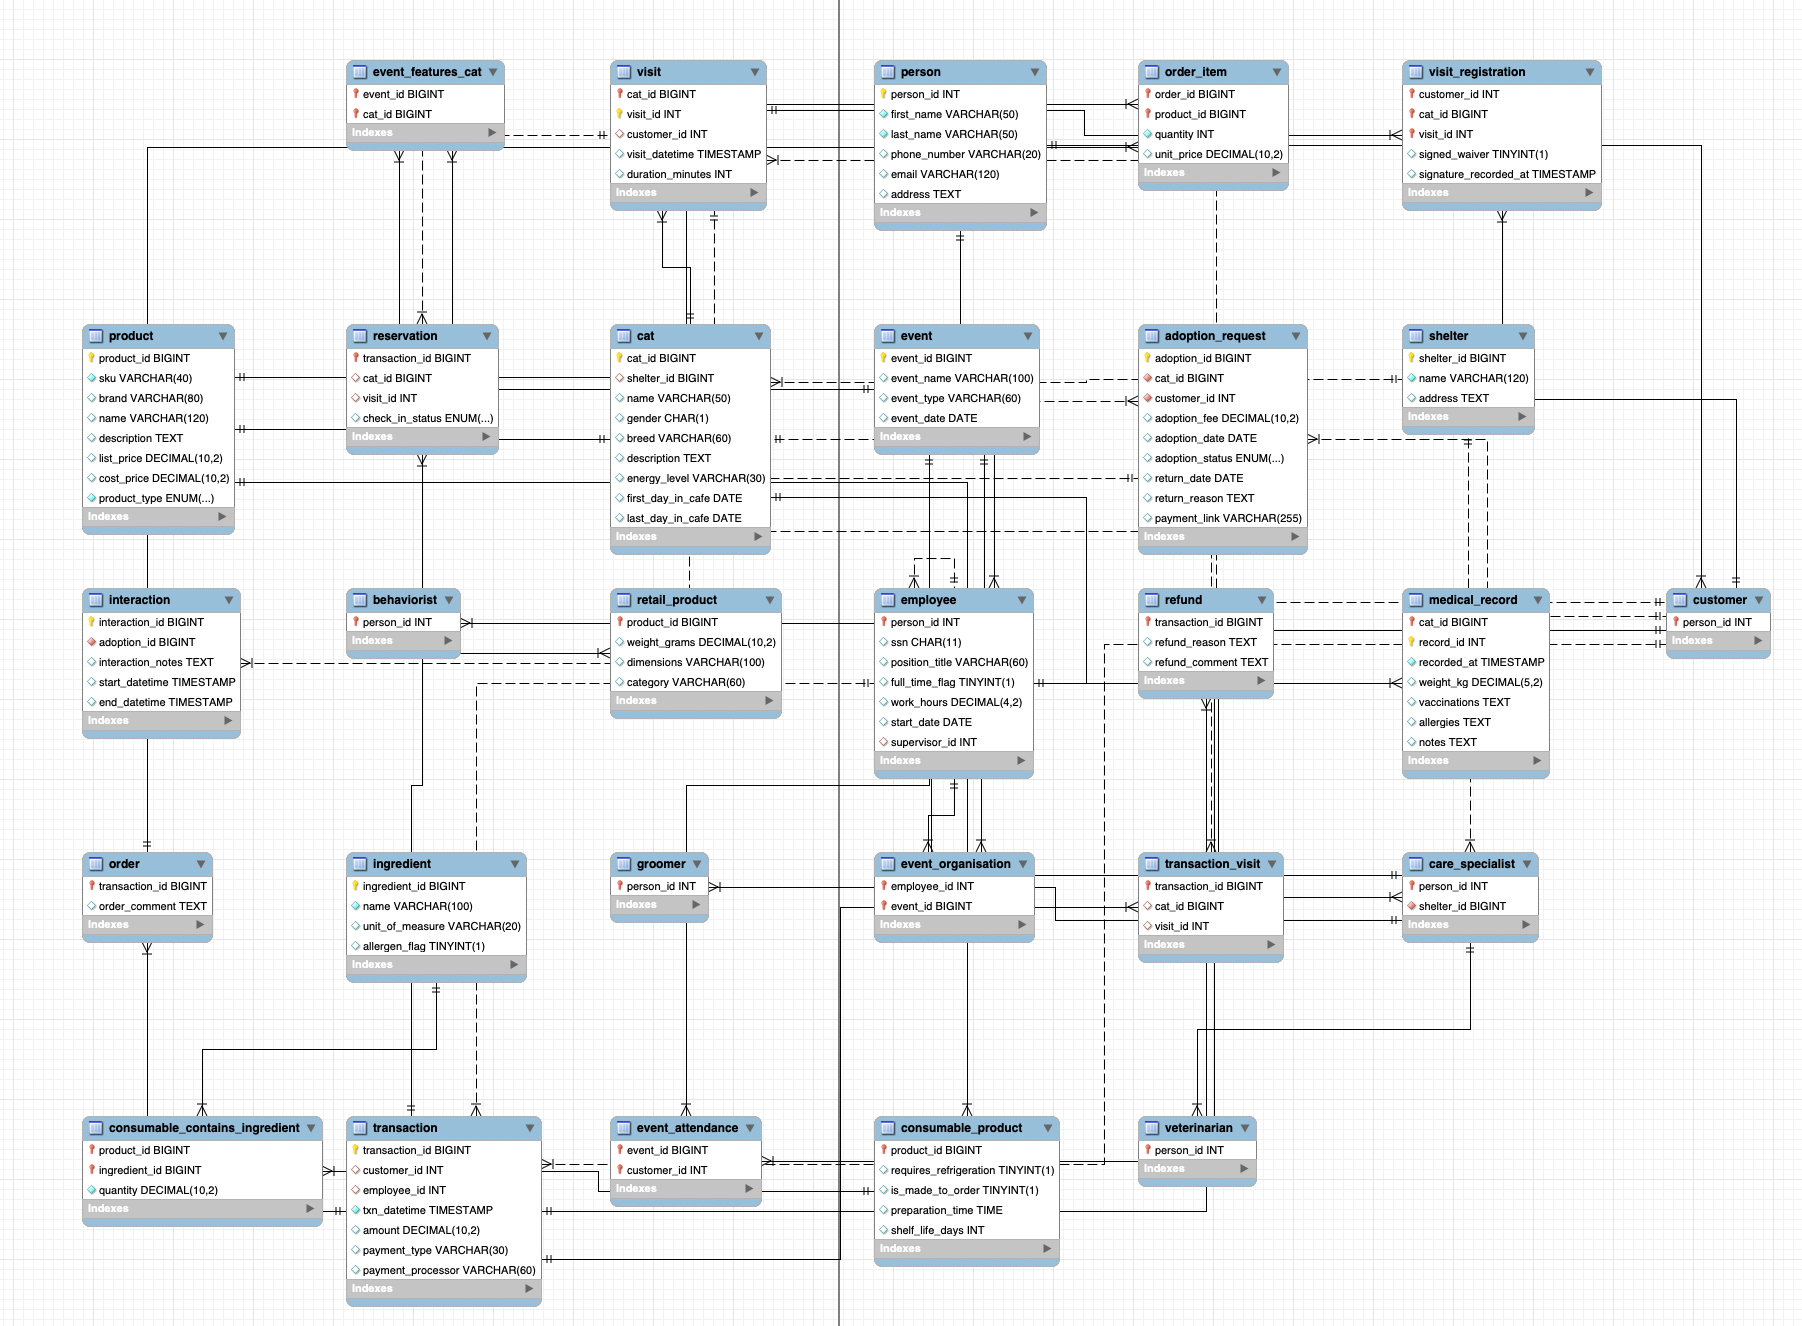 event_features_cat
event_id BIGINT
cat_id BIGINT
Indexes
visit
cat_id BIGINT
visit_id INT
customer_id INT
visit_datetime TIMESTAMP
duration_minutes INT
Indexes
person
person_id INT
first_name VARCHAR(50)
last_name VARCHAR(50)
phone_number VARCHAR(20)
email VARCHAR(120)
address TEXT
Indexes
order_item
order_id BIGINT
product_id BIGINT
quantity INT
unit_price DECIMAL(10,2)
Indexes
visit_registration
customer_id INT
cat_id BIGINT
visit_id INT
signed_waiver TINYINT(1)
signature_recorded_at TIMESTAMP
Indexes
product
product_id BIGINT
sku VARCHAR(40)
brand VARCHAR(80)
name VARCHAR(120)
description TEXT
list_price DECIMAL(10,2)
cost_price DECIMAL(10,2)
product_type ENUM(...)
Indexes
reservation
transaction_id BIGINT
cat_id BIGINT
visit_id INT
check_in_status ENUM(...)
Indexes
cat
cat_id BIGINT
shelter_id BIGINT
name VARCHAR(50)
gender CHAR(1)
breed VARCHAR(60)
description TEXT
energy_level VARCHAR(30)
first_day_in_cafe DATE
last_day_in_cafe DATE
Indexes
event
event_id BIGINT
event_name VARCHAR(100)
event_type VARCHAR(60)
event_date DATE
Indexes
adoption_request
adoption_id BIGINT
cat_id BIGINT
customer_id INT
adoption_fee DECIMAL(10,2)
adoption_date DATE
adoption_status ENUM(...)
return_date DATE
return_reason TEXT
payment_link VARCHAR(255)
Indexes
shelter
shelter_id BIGINT
name VARCHAR(120)
address TEXT
Indexes
interaction
interaction_id BIGINT
adoption_id BIGINT
interaction_notes TEXT
start_datetime TIMESTAMP
end_datetime TIMESTAMP
Indexes
behaviorist
person_id INT
Indexes
retail_product
product_id BIGINT
weight_grams DECIMAL(10,2)
dimensions VARCHAR(100)
category VARCHAR(60)
Indexes
employee
person_id INT
ssn CHAR(11)
position_title VARCHAR(60)
full_time_flag TINYINT(1)
work_hours DECIMAL(4,2)
start_date DATE
supervisor_id INT
Indexes
refund
transaction_id BIGINT
refund_reason TEXT
refund_comment TEXT
Indexes
medical_record
cat_id BIGINT
record_id INT
recorded_at TIMESTAMP
weight_kg DECIMAL(5,2)
vaccinations TEXT
allergies TEXT
notes TEXT
Indexes
customer
person_id INT
Indexes
order
transaction_id BIGINT
order_comment TEXT
Indexes
ingredient
ingredient_id BIGINT
name VARCHAR(100)
unit_of_measure VARCHAR(20)
allergen_flag TINYINT(1)
Indexes
groomer
person_id INT
Indexes
event_organisation
employee_id INT
event_id BIGINT
Indexes
transaction_visit
transaction_id BIGINT
cat_id BIGINT
visit_id INT
Indexes
care_specialist
person_id INT
shelter_id BIGINT
Indexes
consumable_contains_ingredient
product_id BIGINT
ingredient_id BIGINT
quantity DECIMAL(10,2)
Indexes
transaction
transaction_id BIGINT
customer_id INT
employee_id INT
txn_datetime TIMESTAMP
amount DECIMAL(10,2)
payment_type VARCHAR(30)
payment_processor VARCHAR(60)
Indexes
event_attendance
event_id BIGINT
customer_id INT
Indexes
consumable_product
product_id BIGINT
requires_refrigeration TINYINT(1)
is_made_to_order TINYINT(1)
preparation_time TIME
shelf_life_days INT
Indexes
veterinarian
person_id INT
Indexes